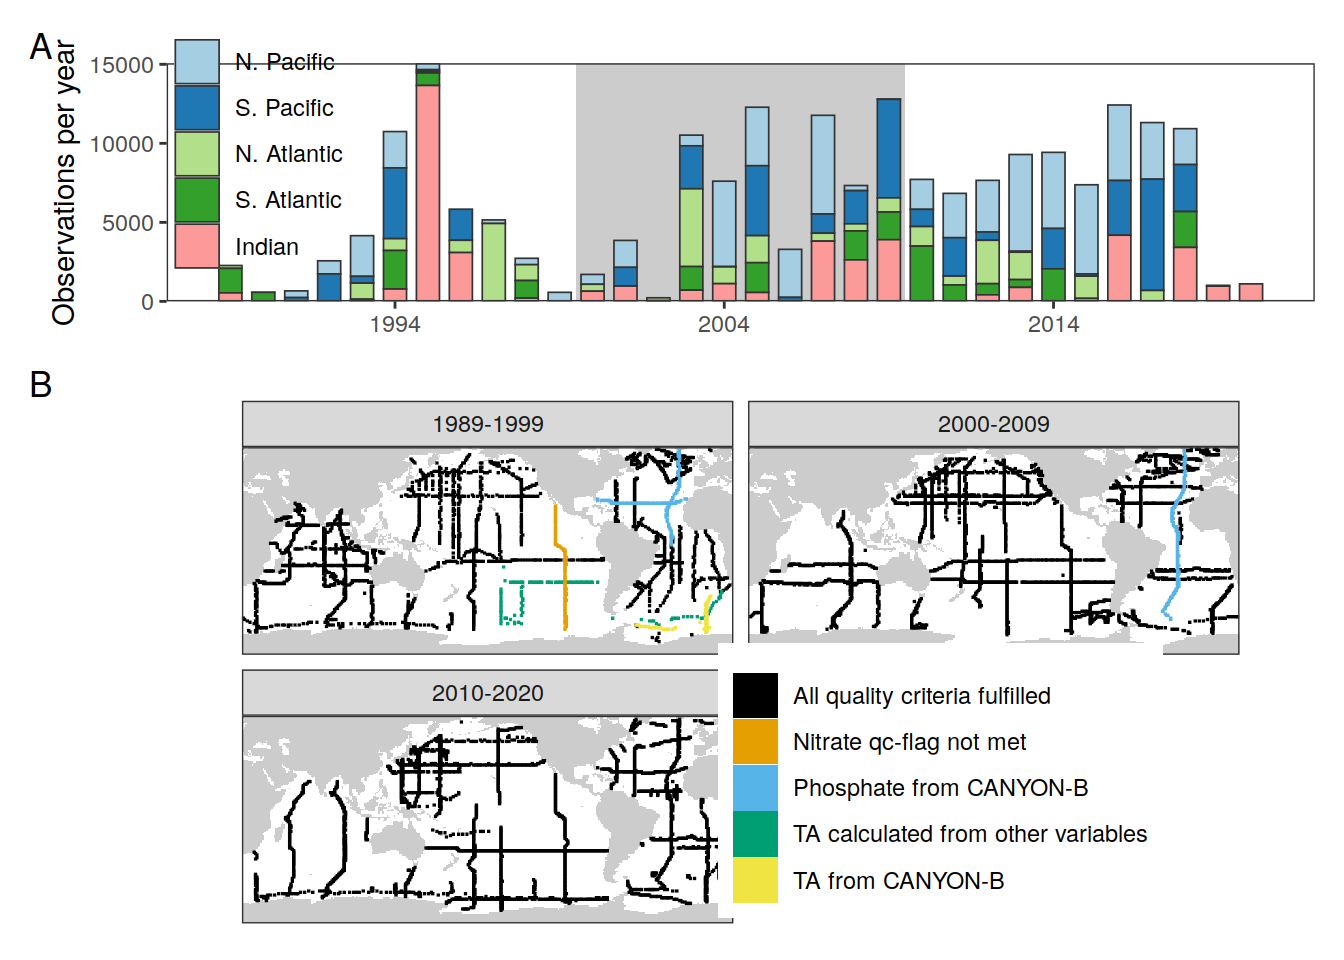 A
Observations per year
15000
10000
5000
0
N. Pacific
S. Pacific
N. Atlantic
S. Atlantic
Indian
1994
2004
2014
B
1989-1999
2000-2009
2010-2020
All quality criteria fulfilled
Nitrate qc-flag not met
Phosphate from CANYON-B
TA calculated from other variables
TA from CANYON-B